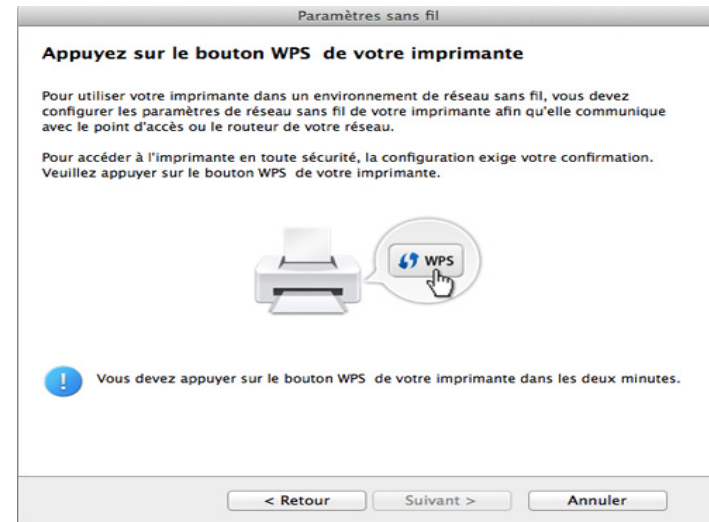 Paramètres sans fil
Appuyez sur le bouton WPS de votre imprimante
Pour utiliser votre imprimante dans un environnement de réseau sans fil, vous devez
configurer les paramètres de réseau sans fil de votre imprimante afin qu'elle communique
avec le point d'accès ou le routeur de votre réseau.
Pour accéder à l'imprimante en toute sécurité, la configuration exige votre confirmation.
Veuillez appuyer sur le bouton WPS de votre imprimante.
WPS
Vous devez appuyer sur le bouton WPS de votre imprimante dans les deux minutes.
< Retour
Suivant >
Annuler